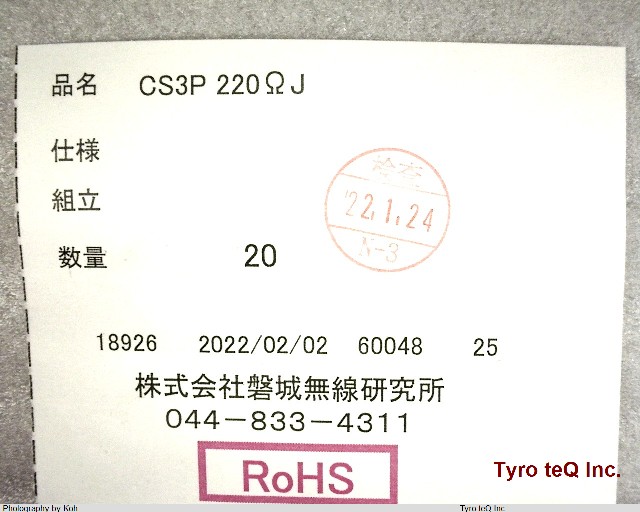 品名 CS3P 220ΩJ
仕様
組立
検査
'22.1.24
N-3
数量 20
18926 2022/02/02 60048 25
株式会社磐城無線研究所
044-833-4311
RoHS
Tyro teQ Inc.
Photography by Koh Tyro teQ Inc.